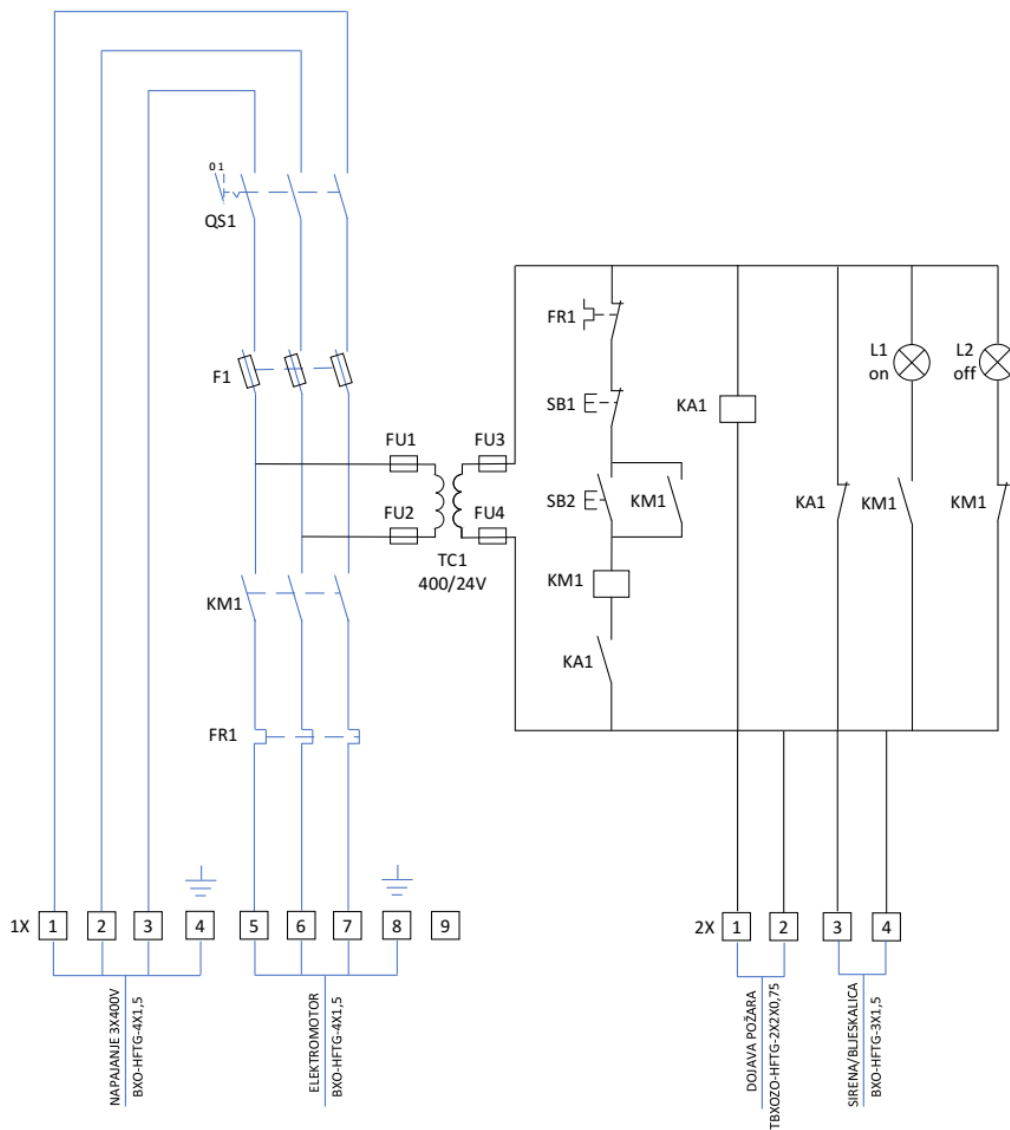 0 1
QS1
F1
FU1
FU3
FU2
FU4
TC1
400/24V
KM1
FR1
FR1
SB1
SB2
KM1
KM1
KA1
KA1
KA1
L1
on
KM1
L2
off
KM1
1X 1 2 3 4 5 6 7 8 9
2X 1 2 3 4
NAPAJANJE 3X400V
BXO-HFTG-4X1,5
ELEKTROMOTOR
BXO-HFTG-4X1,5
DOJAVA POŽARA
TBXOZO-HFTG-2X2X0,75
SIRENA/BLJESKALICA
BXO-HFTG-3X1,5